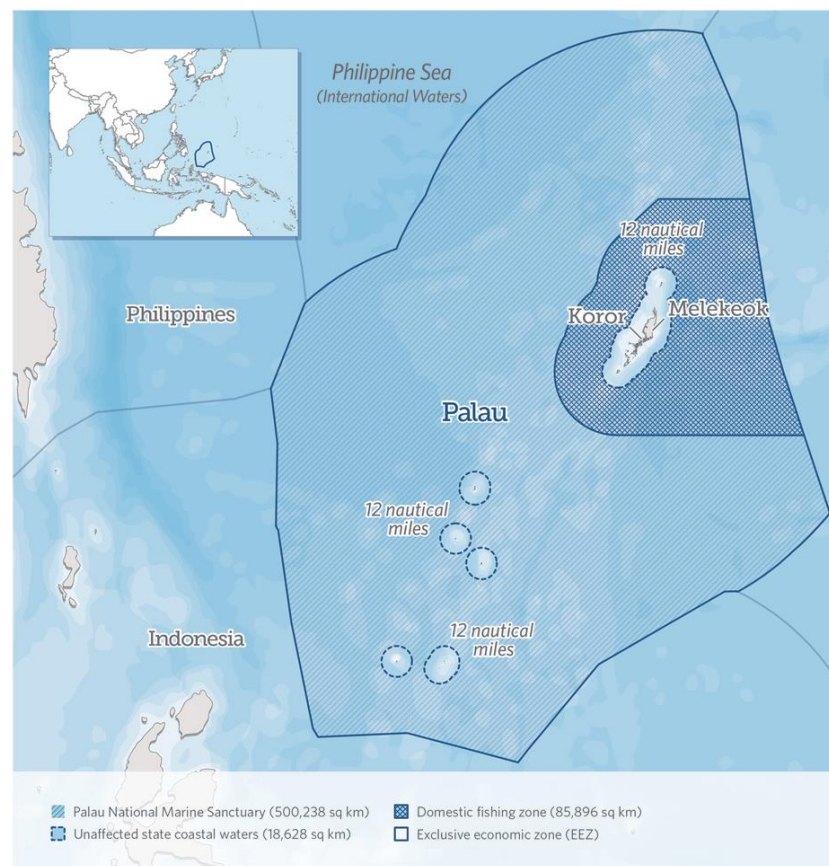 Philippine Sea
(International Waters)
12 nautical
miles
Philippines
Koror
Melekeok
Palau
12 nautical
miles
12 nautical
miles
Indonesia
Palau National Marine Sanctuary (500,238 sq km)
Domestic fishing zone (85,896 sq km)
Unaffected state coastal waters (18,628 sq km)
Exclusive economic zone (EEZ)